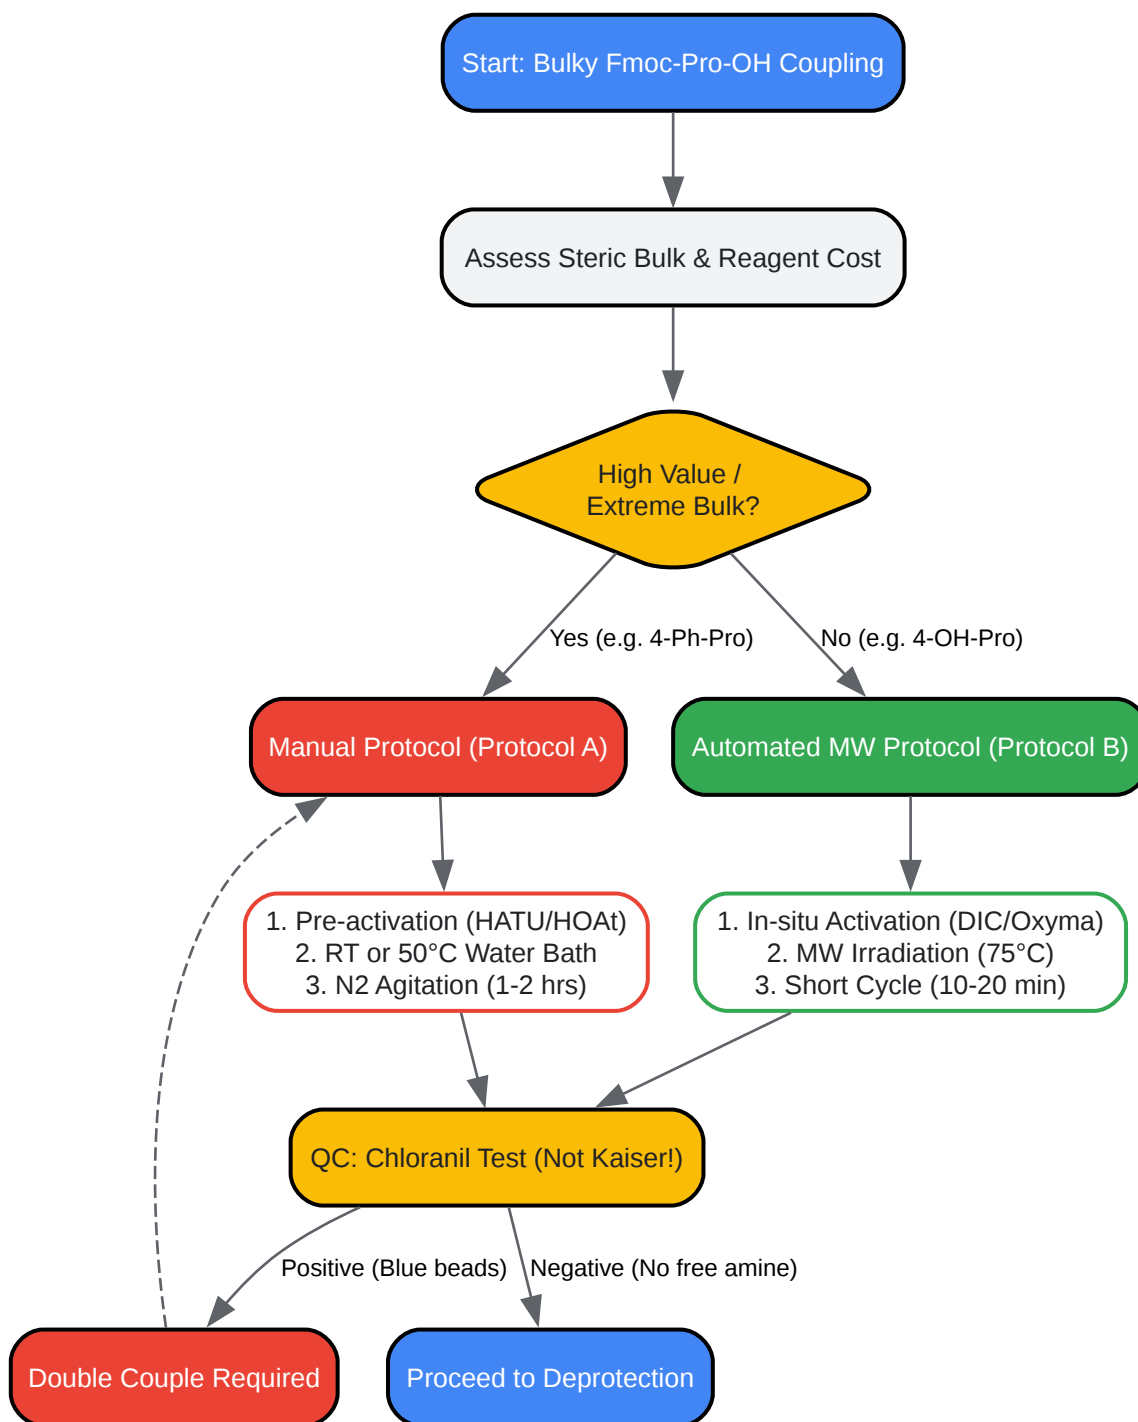 Start: Bulky Fmoc-Pro-OH Coupling
Assess Steric Bulk & Reagent Cost
High Value /
Extreme Bulk?
Yes (e.g. 4-Ph-Pro)
No (e.g. 4-OH-Pro)
Manual Protocol (Protocol A)
Automated MW Protocol (Protocol B)
1. Pre-activation (HATU/HOAt)
2. RT or 50°C Water Bath
3. N2 Agitation (1-2 hrs)
1. In-situ Activation (DIC/Oxyma)
2. MW Irradiation (75°C)
3. Short Cycle (10-20 min)
QC: Chloranil Test (Not Kaiser!)
Positive (Blue beads)
Negative (No free amine)
Double Couple Required
Proceed to Deprotection